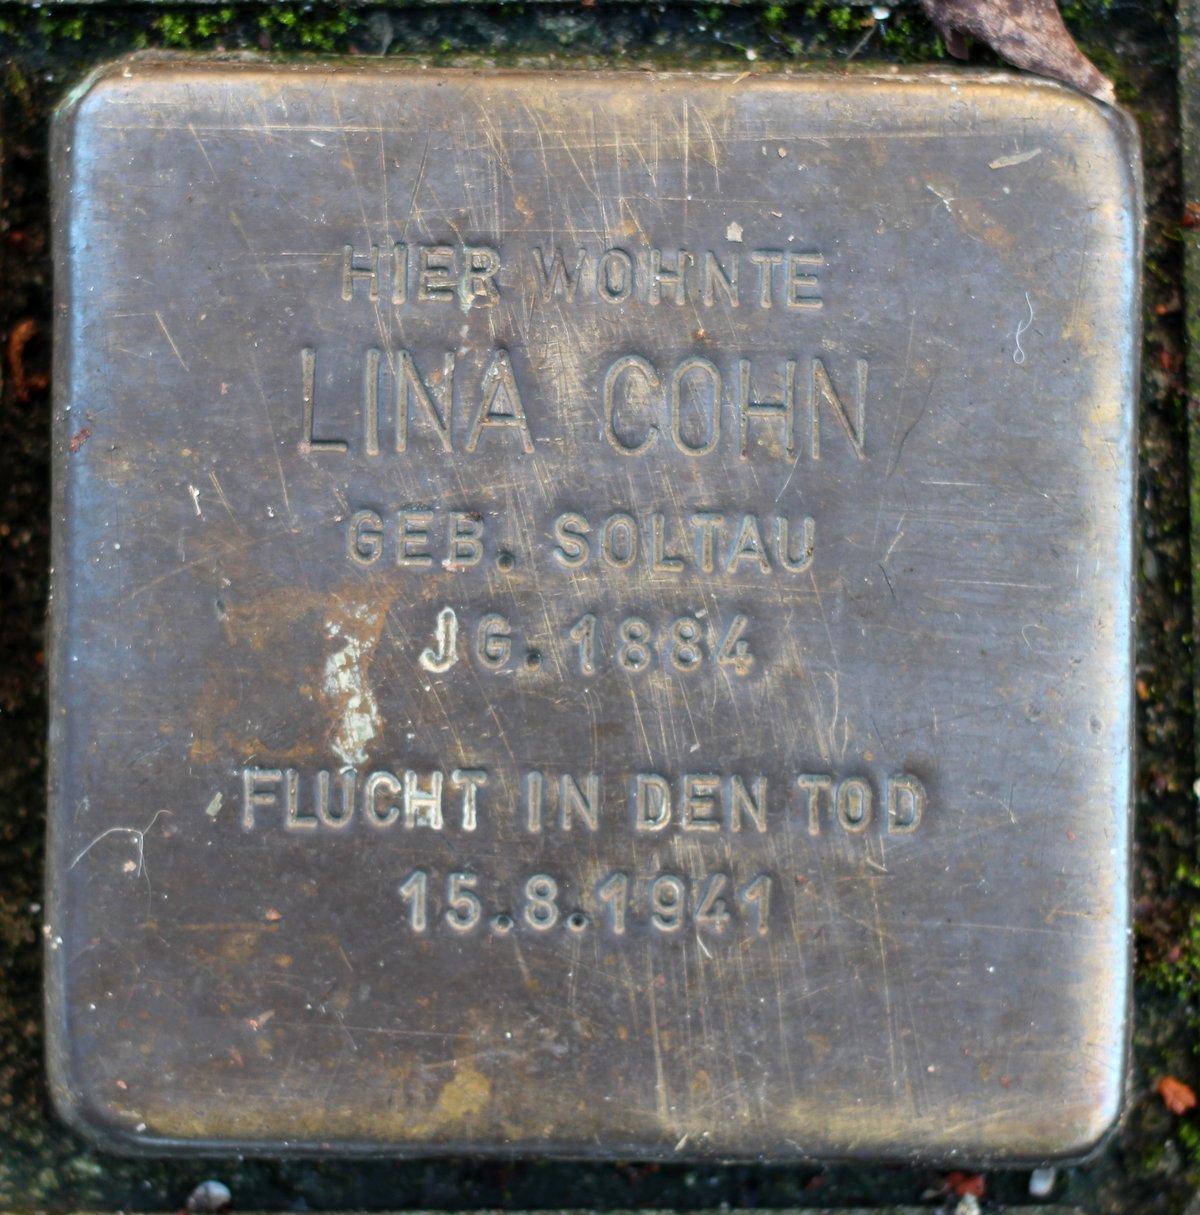 HIER WOHNTE
LINA COHN
GEB. SOLTAU
JG. 1884
FLUCHT IN DEN TOD
15.8.1941